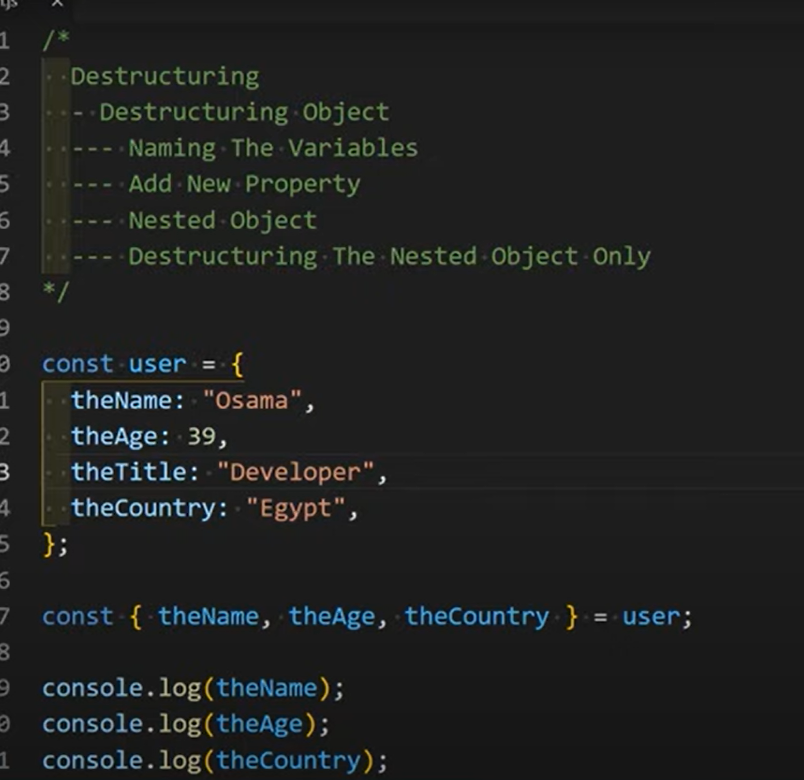 js ×
1 /*
2 Destructuring
3 - Destructuring Object
4 --- Naming The Variables
5 --- Add New Property
6 --- Nested Object
7 --- Destructuring The Nested Object Only
8 */
9
0 const user = {
1 theName: "Osama",
2 theAge: 39,
3 theTitle: "Developer",
4 theCountry: "Egypt",
5 };
6
7 const { theName, theAge, theCountry } = user;
8
9 console.log(theName);
0 console.log(theAge);
1 console.log(theCountry);